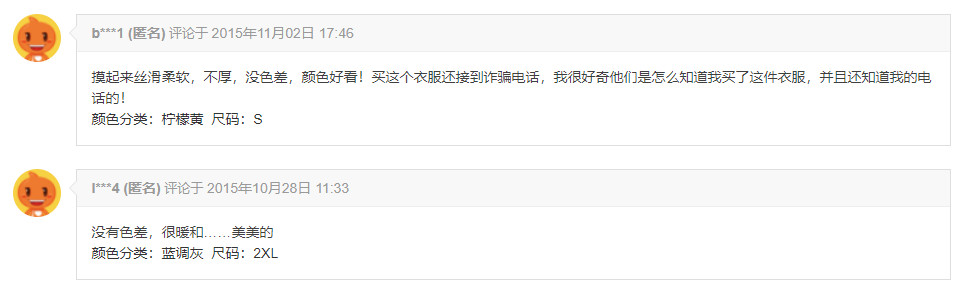 b***1 (匿名) 评论于 2015年11月02日 17:46
摸起来丝滑柔软，不厚，没色差，颜色好看！买这个衣服还接到诈骗电话，我很好奇他们是怎么知道我买了这件衣服，并且还知道我的电
话的！
颜色分类：柠檬黄 尺码：S
l***4 (匿名) 评论于 2015年10月28日 11:33
没有色差，很暖和……美美的
颜色分类：蓝调灰 尺码：2XL